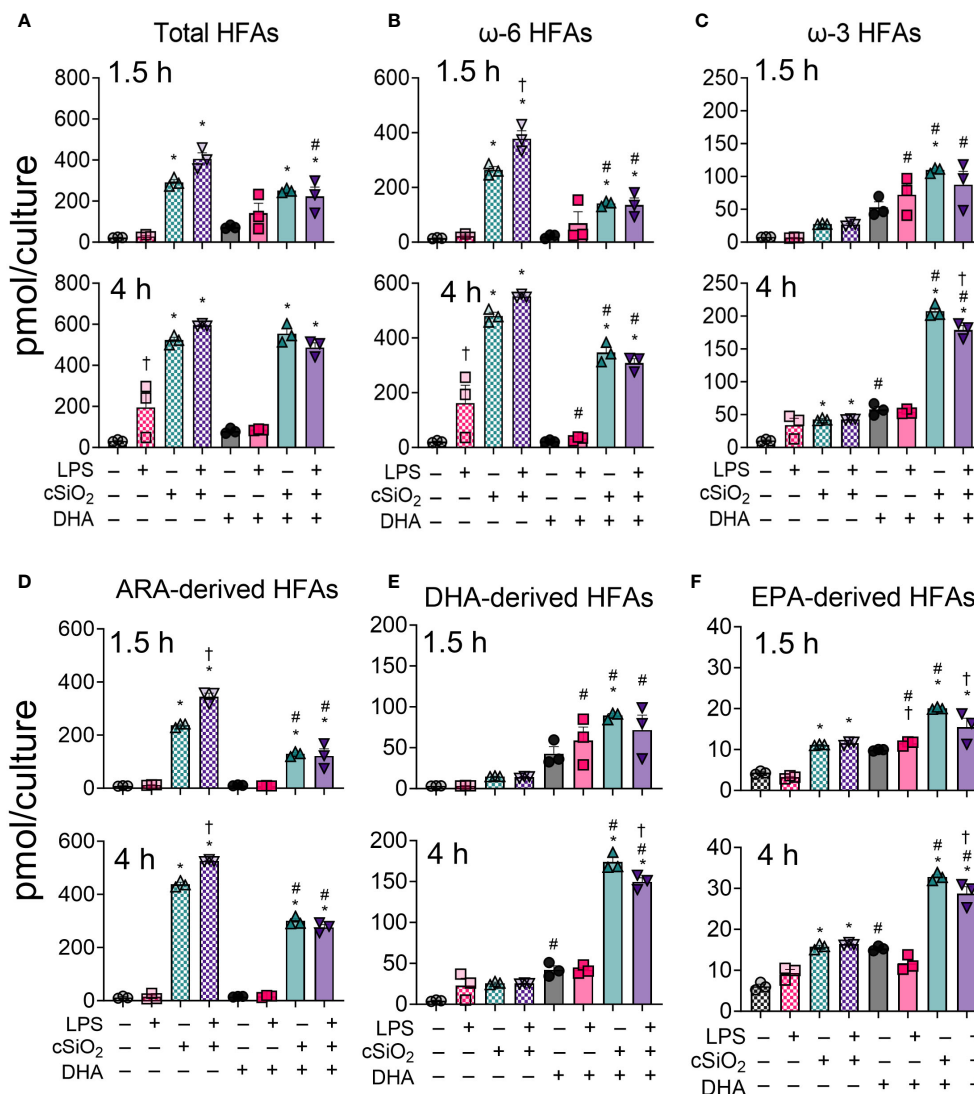 A Total HFAs B ω-6 HFAs C ω-3 HFAs
1.5 h 1.5 h 1.5 h
800 600 250
600 400 200
400 200 150
200 0 100
0 50
0
* * * # *
* † * # * # *
# # * #
4 h 4 h 4 h
800 600 250
600 400 200
400 200 150
200 0 100
0 50
0
† * * * *
† * * # # * # *
* * # # * † # *
pmol/culture
LPS – + – + – + – + – + – + – + – + – + – + – + – +
cSiO₂ – – + + – – + + – – + + – – + + – – + + – – + +
DHA – – – – + + + + – – – – + + + + – – – – + + + +
D ARA-derived HFAs E DHA-derived HFAs F EPA-derived HFAs
1.5 h 1.5 h 1.5 h
600 200 40
400 150 30
200 100 20
0 50 10
0 0
* † * # * # *
# # * #
* * # † # * † *
4 h 4 h 4 h
600 200 40
400 150 30
200 100 20
0 50 10
0 0
* † * # * # *
# # * † # *
* * # # * † # *
pmol/culture
LPS – + – + – + – + – + – + – + – + – + – + – +
cSiO₂ – – + + – – + + – – + + – – + + – – + + – – +
DHA – – – – + + + + – – – – + + + + – – – – + + +